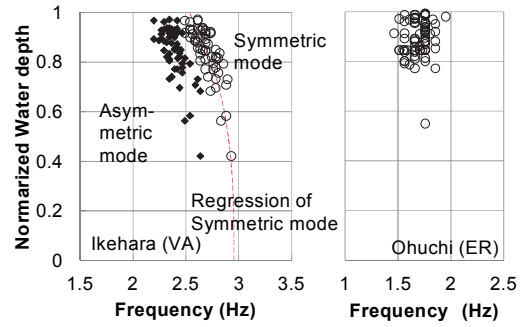 Normarized Water depth
1
0.8
0.6
0.4
0.2
0
Symmetric
mode
Asym-
metric
mode
Regression of
Symmetric mode
Ikehara (VA)
1.5 2 2.5 3 3.5
Frequency (Hz)
Ohuchi (ER)
1 1.5 2 2.5
Frequency (Hz)